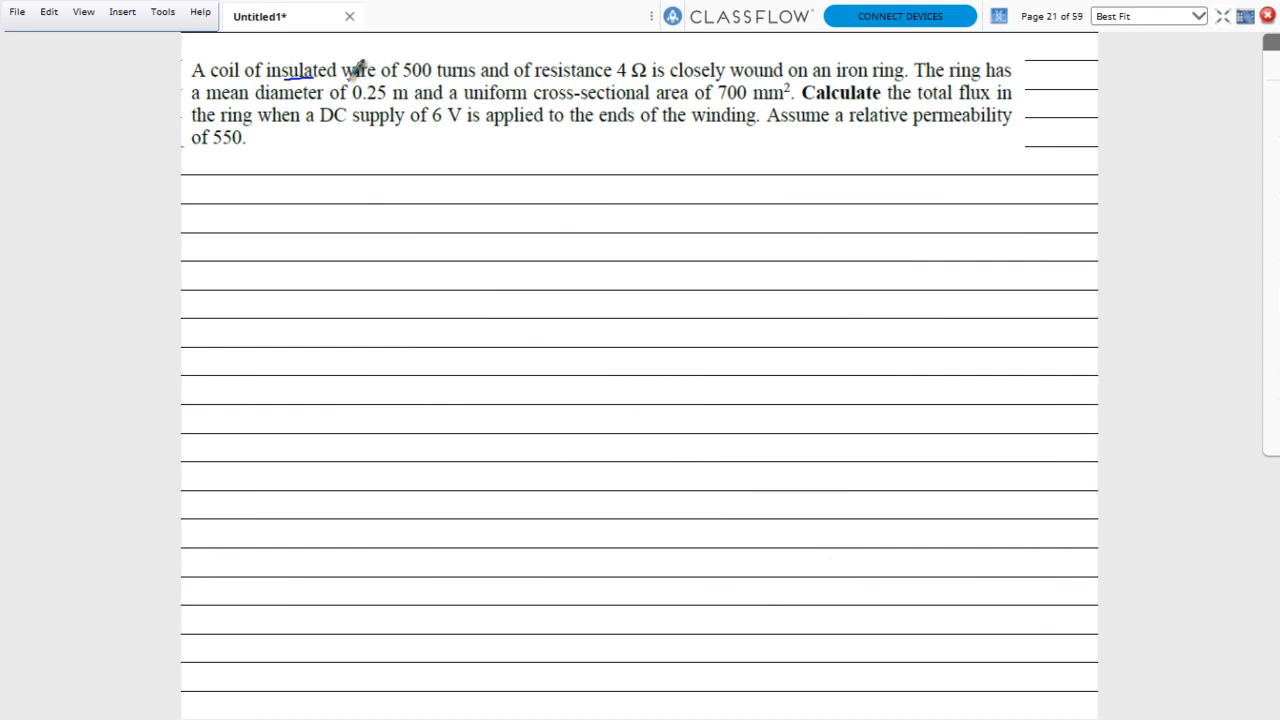 File Edit View Insert Tools Help Untitled1* CLASSFLOW CONNECT DEVICES Page 21 of 59 Best Fit
A coil of insulated wire of 500 turns and of resistance 4 Ω is closely wound on an iron ring. The ring has
a mean diameter of 0.25 m and a uniform cross-sectional area of 700 mm². Calculate the total flux in
the ring when a DC supply of 6 V is applied to the ends of the winding. Assume a relative permeability
of 550.